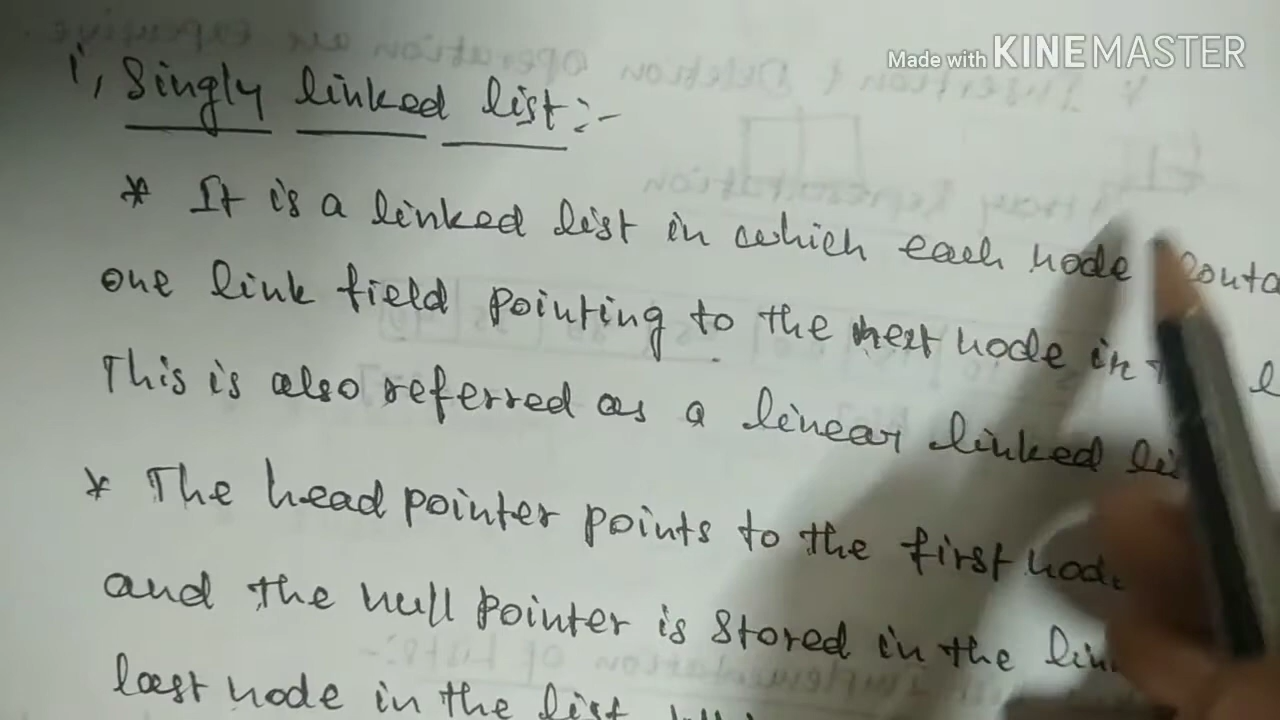 Made with KINEMASTER
i, Singly linked list:-
* It is a linked list in which each node
one link field pointing to the next node in
This is also referred as a linear linked
* The head pointer points to the first
and the null pointer is stored in the
last node in the list.